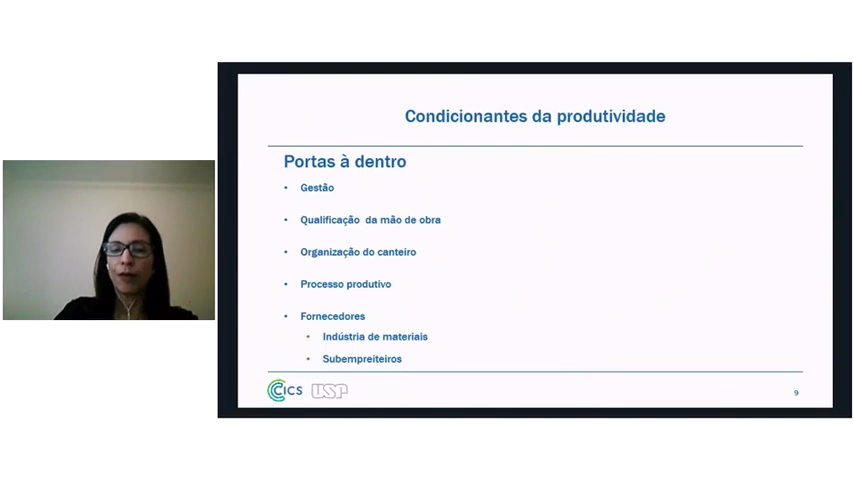 Condicionantes da produtividade
Portas à dentro
• Gestão
• Qualificação da mão de obra
• Organização do canteiro
• Processo produtivo
• Fornecedores
• Indústria de materiais
• Subempreiteiros
CICS USP
9